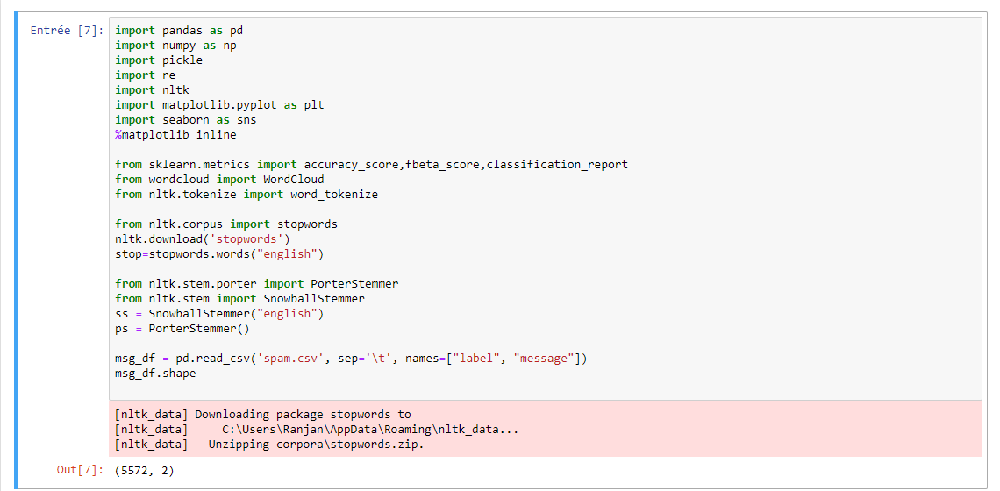 Entrée [7]: import pandas as pd
import numpy as np
import pickle
import re
import nltk
import matplotlib.pyplot as plt
import seaborn as sns
%matplotlib inline

from sklearn.metrics import accuracy_score,fbeta_score,classification_report
from wordcloud import WordCloud
from nltk.tokenize import word_tokenize

from nltk.corpus import stopwords
nltk.download('stopwords')
stop=stopwords.words("english")

from nltk.stem.porter import PorterStemmer
from nltk.stem import SnowballStemmer
ss = SnowballStemmer("english")
ps = PorterStemmer()

msg_df = pd.read_csv('spam.csv', sep='\t', names=["label", "message"])
msg_df.shape

[nltk_data] Downloading package stopwords to
[nltk_data]     C:\Users\Ranjan\AppData\Roaming\nltk_data...
[nltk_data]   Unzipping corpora\stopwords.zip.
Out[7]: (5572, 2)